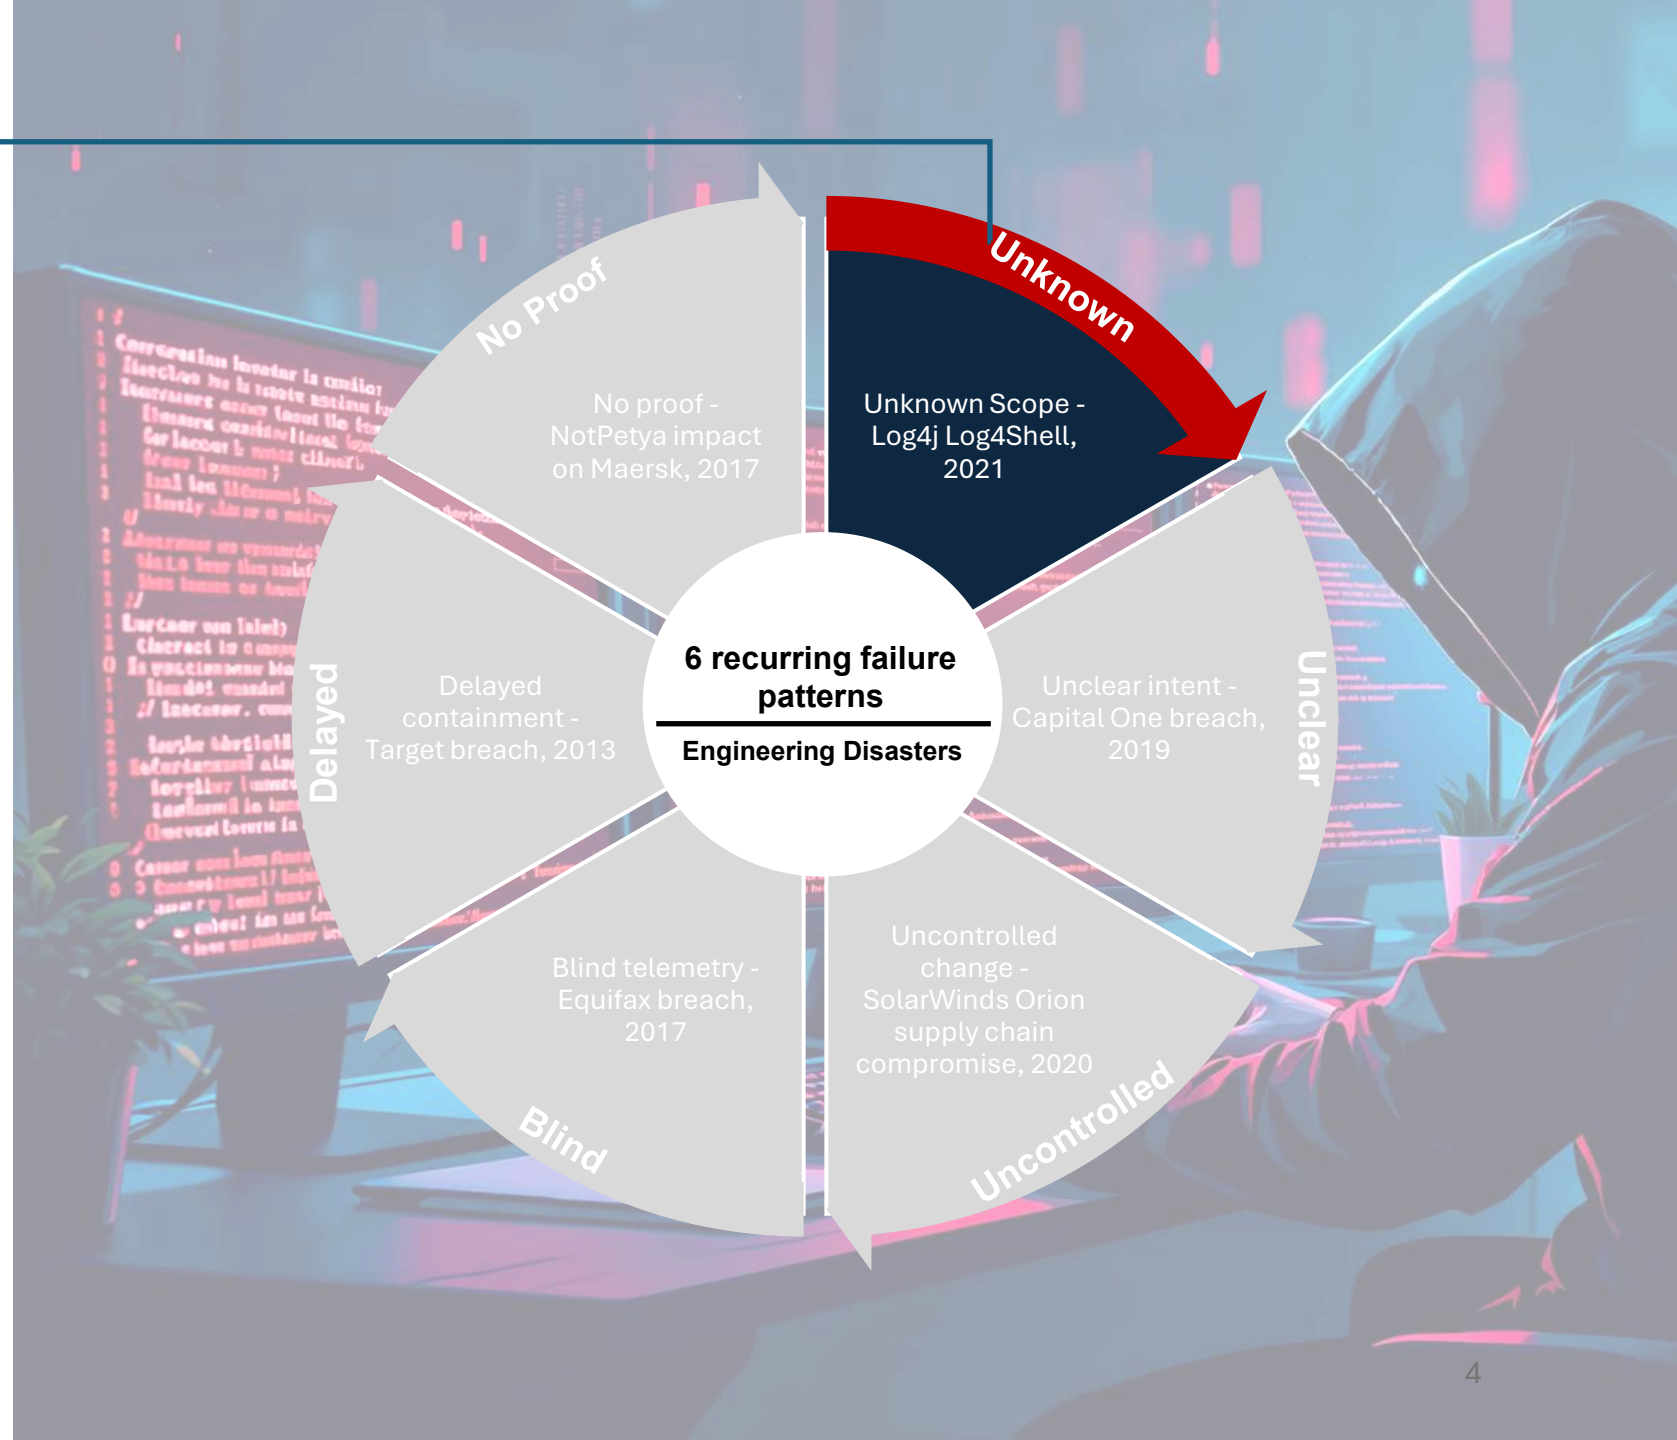 No Proof
Unknown
No proof -
NotPetya impact
on Maersk, 2017
Unknown Scope -
Log4j Log4Shell,
2021
6 recurring failure
patterns
Engineering Disasters
Delayed
Delayed
containment -
Target breach, 2013
Unclear intent -
Capital One breach,
2019
Unclear
Blind telemetry -
Equifax breach,
2017
Uncontrolled
change -
SolarWinds Orion
supply chain
compromise, 2020
Blind
Uncontrolled
4